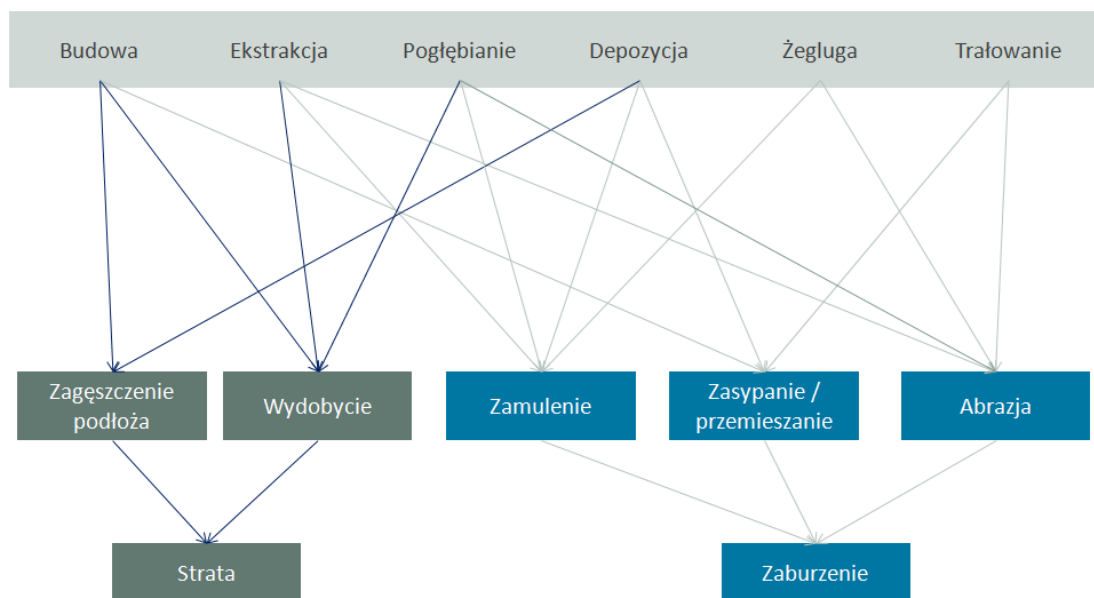 Budowa Ekstrakcja Pogłębianie Depozycja Żegluga Trałowanie
Zagęszczenie
podłoża
Wydobycie
Zamulenie
Zasypanie /
przemieszanie
Abrazja
Strata
Zaburzenie